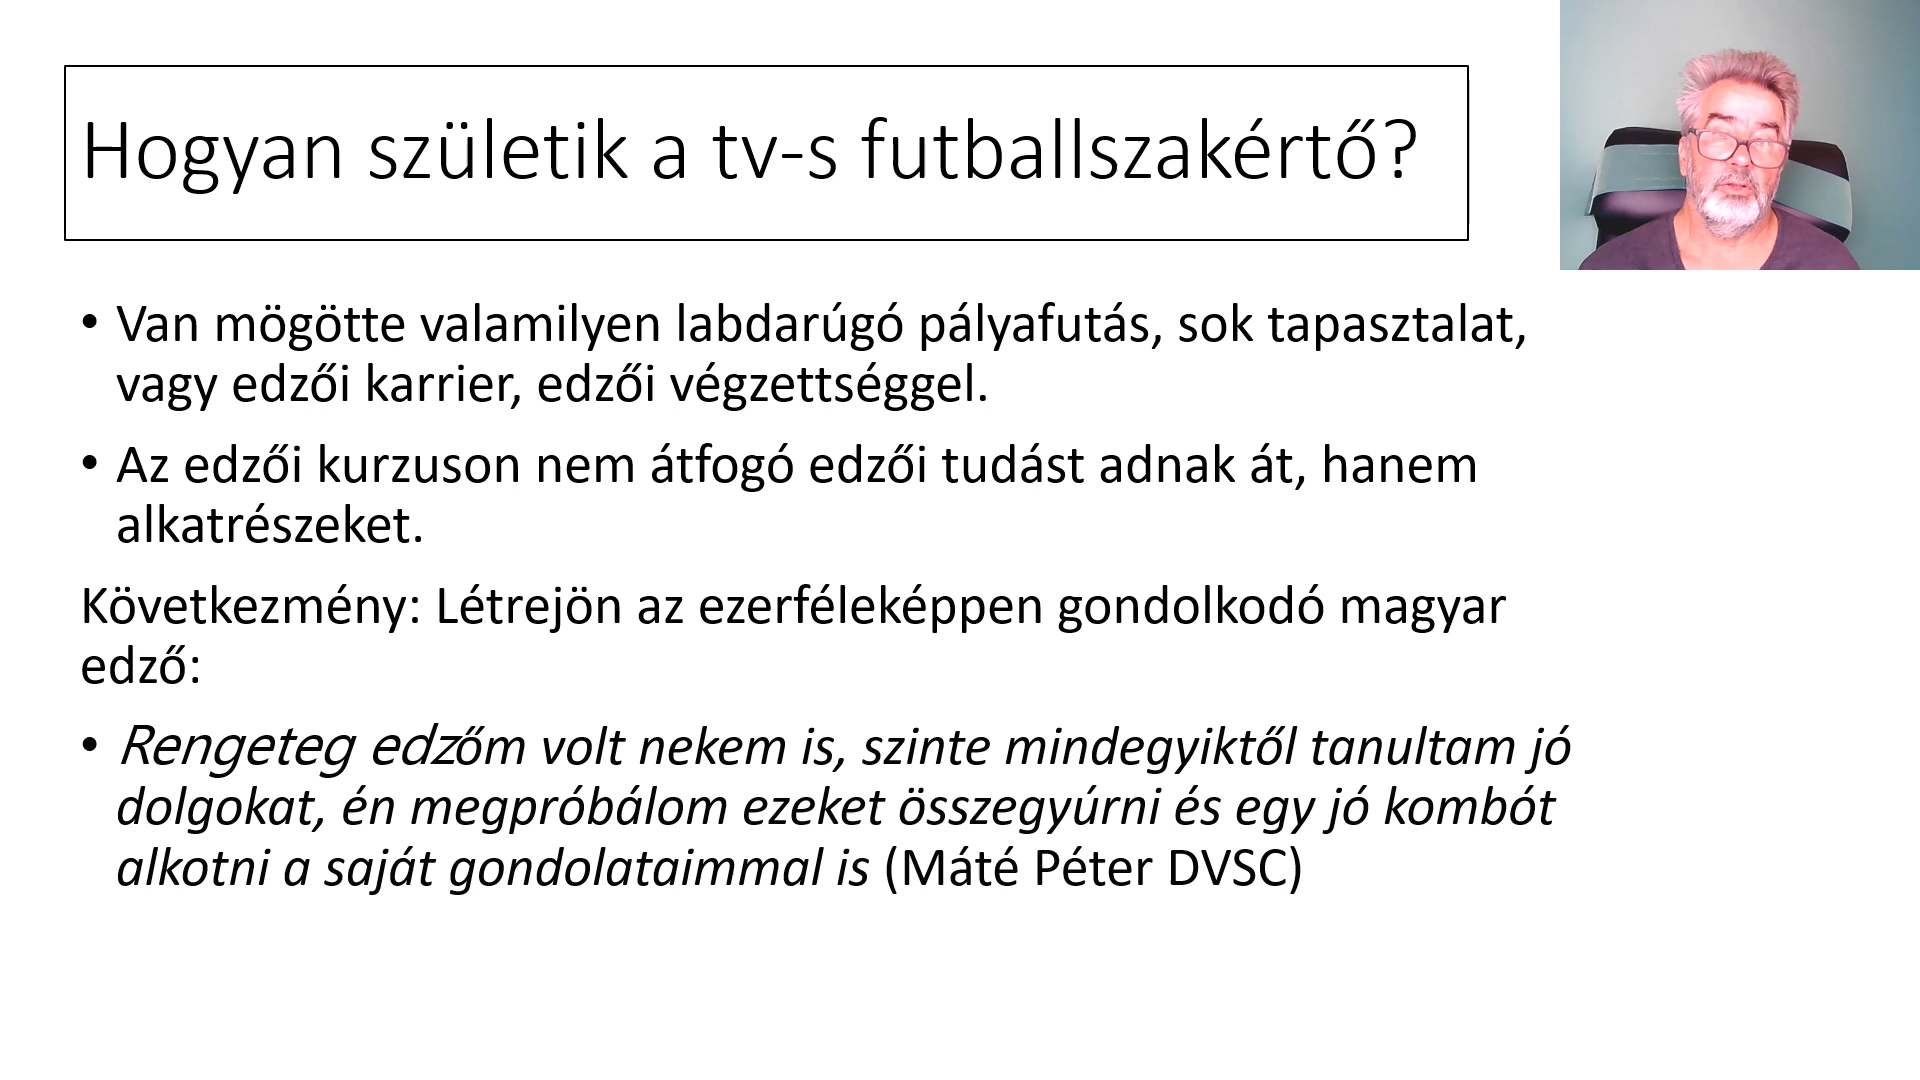 Hogyan születik a tv-s futballszakértő?
• Van mögötte valamilyen labdarúgó pályafutás, sok tapasztalat,
vagy edzői karrier, edzői végzettséggel.
• Az edzői kurzuson nem átfogó edzői tudást adnak át, hanem
alkatrészeket.
Következmény: Létrejön az ezerféleképpen gondolkodó magyar
edző:
• Rengeteg edzőm volt nekem is, szinte mindegyiktől tanultam jó
dolgokat, én megpróbálom ezeket összegyúrni és egy jó kombót
alkotni a saját gondolataimmal is (Máté Péter DVSC)